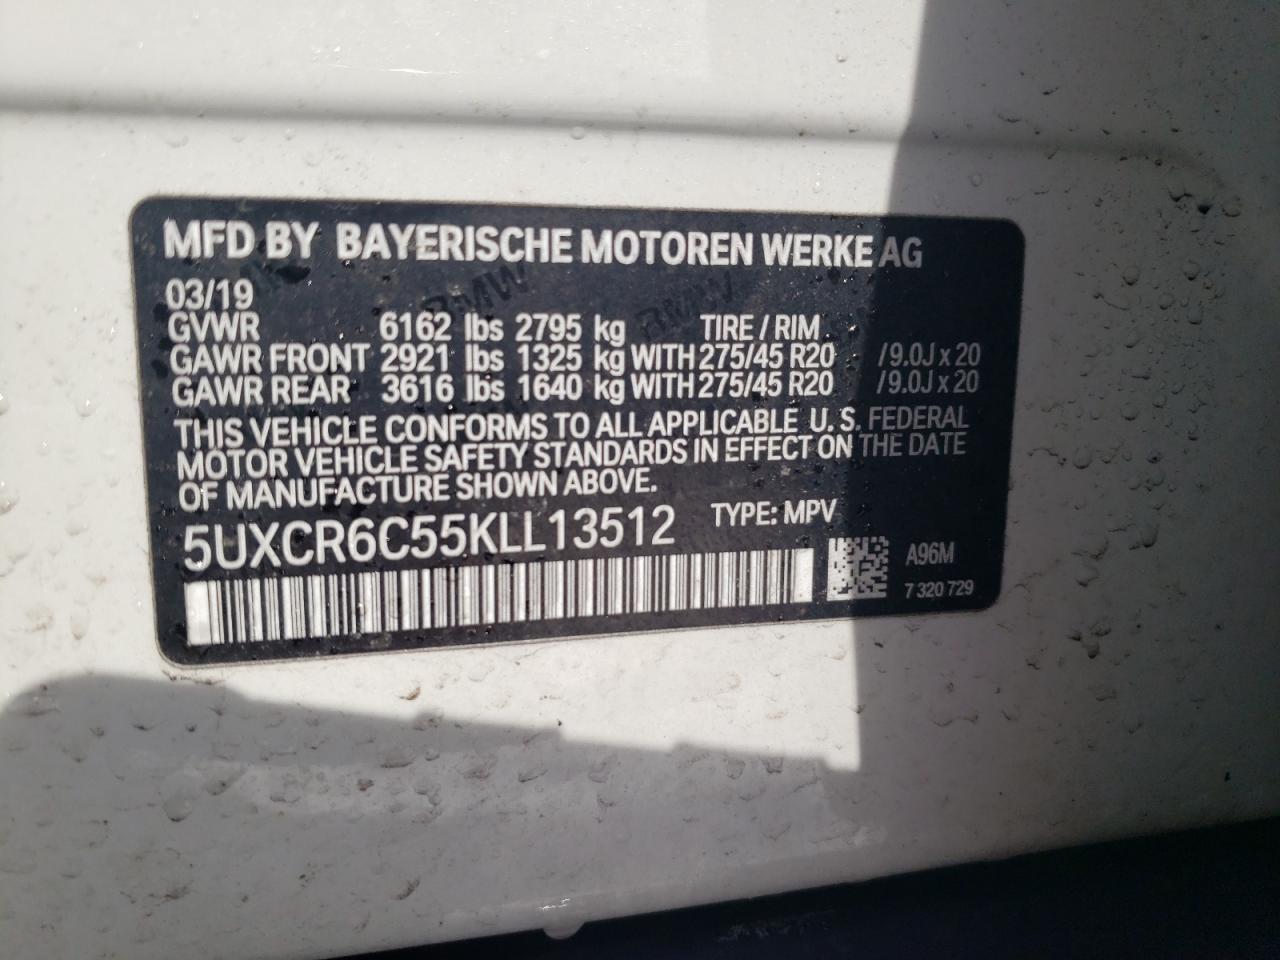 MFD BY BAYERISCHE MOTOREN WERKE AG
03/19
GVWR 6162 lbs 2795 kg TIRE / RIM
GAWR FRONT 2921 lbs 1325 kg WITH 275/45 R20 / 9.0J x 20
GAWR REAR 3616 lbs 1640 kg WITH 275/45 R20 / 9.0J x 20
THIS VEHICLE CONFORMS TO ALL APPLICABLE U. S. FEDERAL
MOTOR VEHICLE SAFETY STANDARDS IN EFFECT ON THE DATE
OF MANUFACTURE SHOWN ABOVE.
5UXCR6C55KLL13512 TYPE: MPV
A96M
7 320 729
BMW
BMW